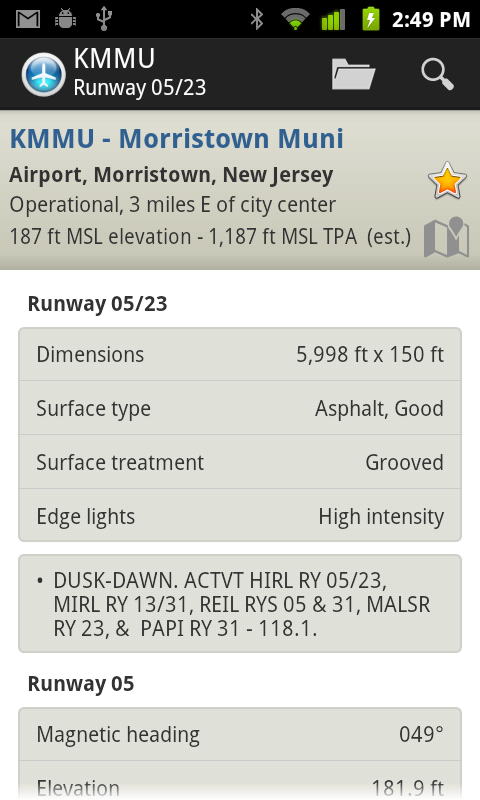 2:49 PM
KMMU
Runway 05/23
KMMU - Morristown Muni
Airport, Morristown, New Jersey
Operational, 3 miles E of city center
187 ft MSL elevation - 1,187 ft MSL TPA (est.)
Runway 05/23
Dimensions 5,998 ft x 150 ft
Surface type Asphalt, Good
Surface treatment Grooved
Edge lights High intensity
• DUSK-DAWN. ACTVT HIRL RY 05/23,
MIRL RY 13/31, REIL RYS 05 & 31, MALSR
RY 23, & PAPI RY 31 - 118.1.
Runway 05
Magnetic heading 049°
Elevation 181.9 ft